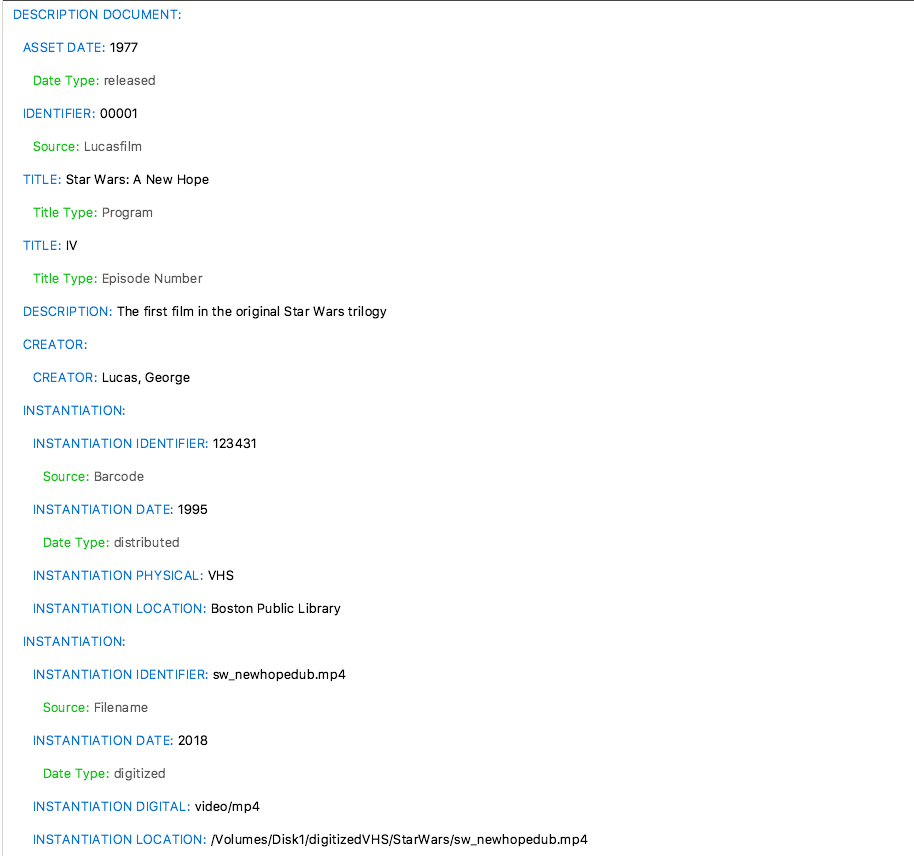 DESCRIPTION DOCUMENT:
ASSET DATE: 1977
Date Type: released
IDENTIFIER: 00001
Source: Lucasfilm
TITLE: Star Wars: A New Hope
Title Type: Program
TITLE: IV
Title Type: Episode Number
DESCRIPTION: The first film in the original Star Wars trilogy
CREATOR:
CREATOR: Lucas, George
INSTANTIATION:
INSTANTIATION IDENTIFIER: 123431
Source: Barcode
INSTANTIATION DATE: 1995
Date Type: distributed
INSTANTIATION PHYSICAL: VHS
INSTANTIATION LOCATION: Boston Public Library
INSTANTIATION:
INSTANTIATION IDENTIFIER: sw_newhopedub.mp4
Source: Filename
INSTANTIATION DATE: 2018
Date Type: digitized
INSTANTIATION DIGITAL: video/mp4
INSTANTIATION LOCATION: /Volumes/Disk1/digitizedVHS/StarWars/sw_newhopedub.mp4